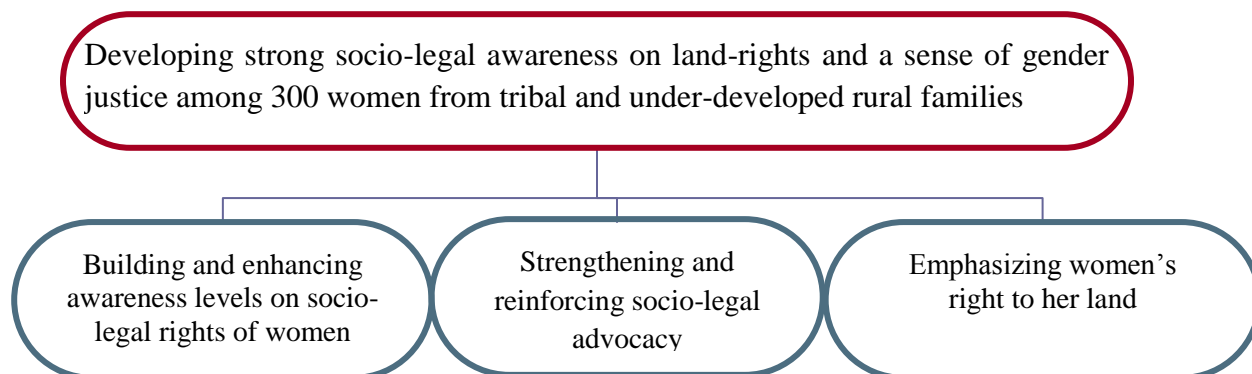 Developing strong socio-legal awareness on land-rights and a sense of gender
justice among 300 women from tribal and under-developed rural families
Building and enhancing
awareness levels on socio-
legal rights of women
Strengthening and
reinforcing socio-legal
advocacy
Emphasizing women’s
right to her land